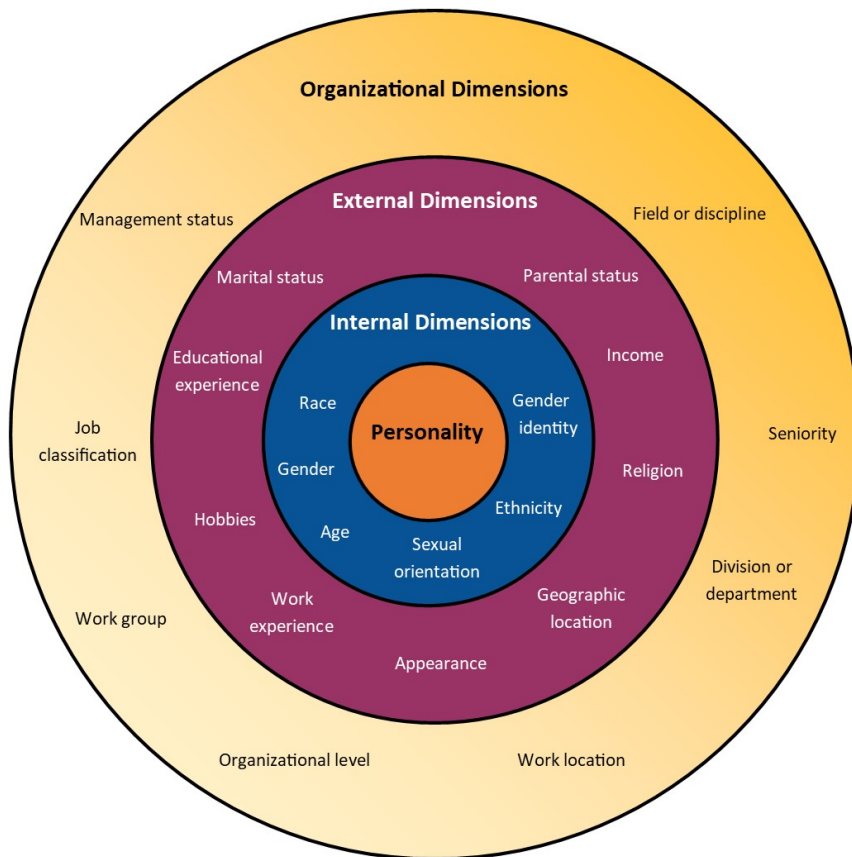 Organizational Dimensions
External Dimensions
Management status
Field or discipline
Marital status
Parental status
Internal Dimensions
Educational
experience
Income
Race
Gender
identity
Personality
Job
classification
Seniority
Gender
Religion
Hobbies
Ethnicity
Age
Sexual
orientation
Division or
department
Work
experience
Geographic
location
Work group
Appearance
Organizational level
Work location